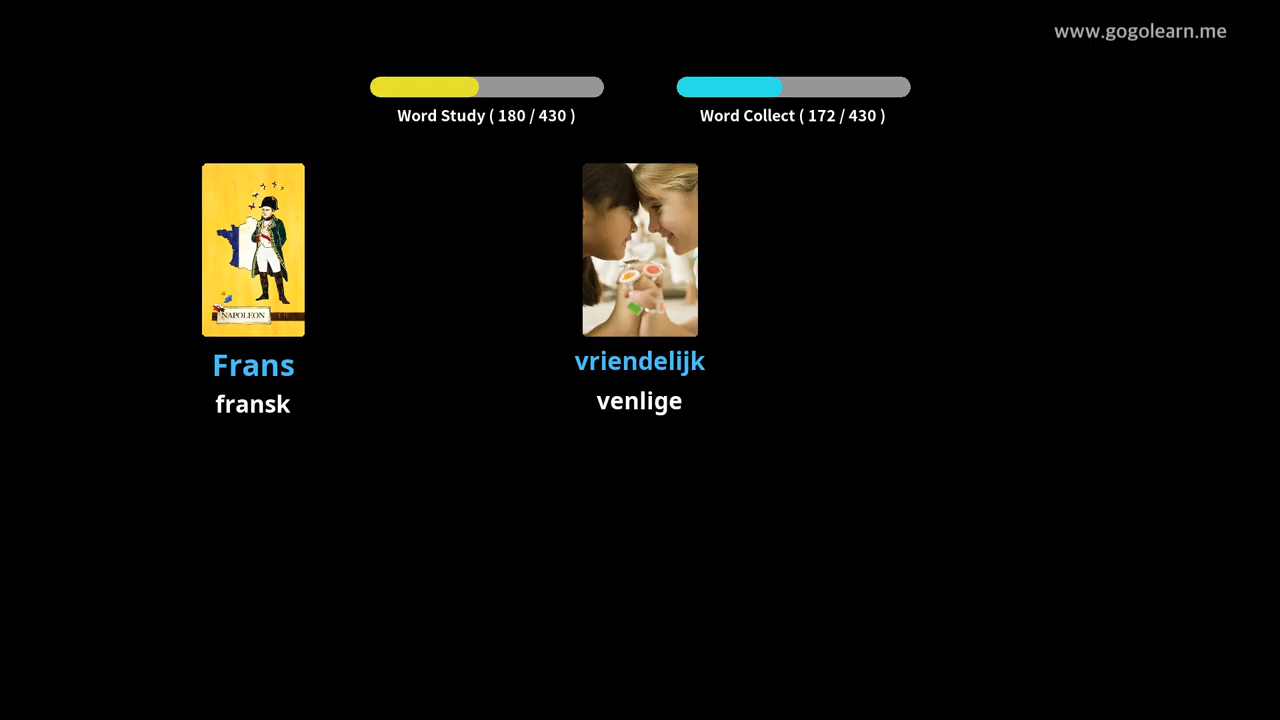 www.gogolearn.me
Word Study ( 180 / 430 )
Word Collect ( 172 / 430 )
NAPOLEON
Frans
vriendelijk
fransk
venlige